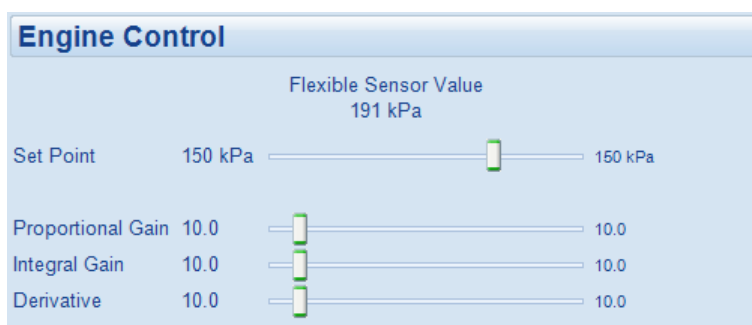 Engine Control
Flexible Sensor Value
191 kPa
Set Point 150 kPa 150 kPa
Proportional Gain 10.0 10.0
Integral Gain 10.0 10.0
Derivative 10.0 10.0